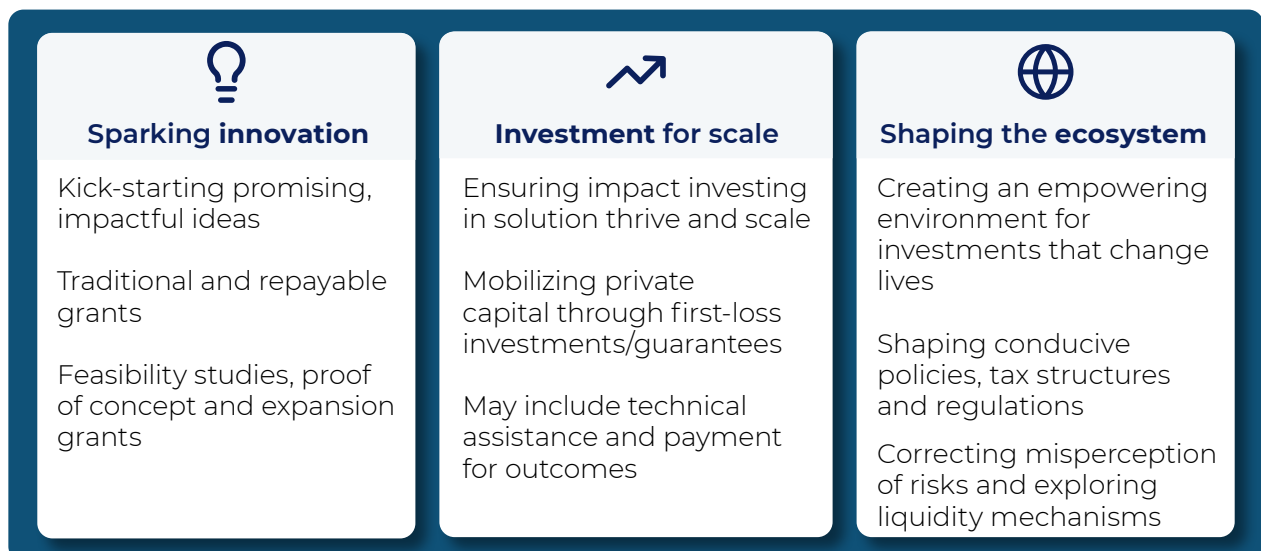 Sparking innovation
Kick-starting promising,
impactful ideas
Traditional and repayable
grants
Feasibility studies, proof
of concept and expansion
grants
Investment for scale
Ensuring impact investing
in solution thrive and scale
Mobilizing private
capital through first-loss
investments/guarantees
May include technical
assistance and payment
for outcomes
Shaping the ecosystem
Creating an empowering
environment for
investments that change
lives
Shaping conducive
policies, tax structures
and regulations
Correcting misperception
of risks and exploring
liquidity mechanisms